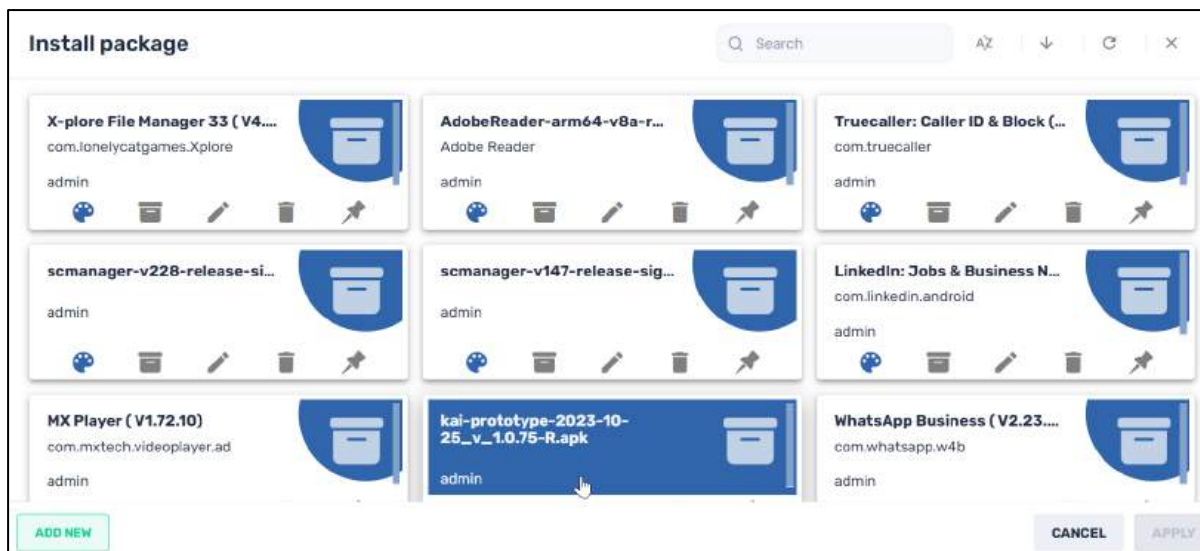 Install package
Search
AZ
X-plore File Manager 33 ( V4....
com.lonelycatgames.Xplore
admin
AdobeReader-arm64-v8a-r...
Adobe Reader
admin
Truecaller: Caller ID & Block (...
com.truecaller
admin
scmanager-v228-release-si...
admin
scmanager-v147-release-sig...
admin
LinkedIn: Jobs & Business N...
com.linkedin.android
admin
MX Player ( V1.72.10)
com.mxtech.videoplayer.ad
admin
kai-prototype-2023-10-
25_v_1.0.75-R.apk
admin
WhatsApp Business ( V2.23....
com.whatsapp.w4b
admin
ADD NEW
CANCEL
APPLY